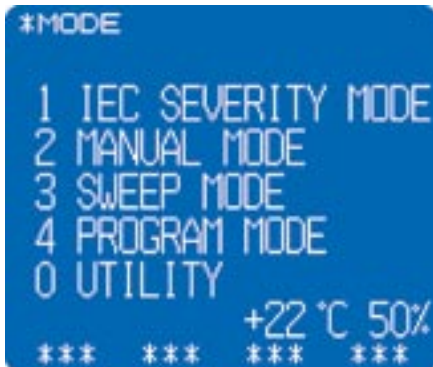 *MODE
1 IEC SEVERITY MODE
2 MANUAL MODE
3 SWEEP MODE
4 PROGRAM MODE
0 UTILITY
+22 °C 50%
*** *** *** ***